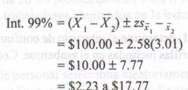 Int. 99% = (X̄₁ − X̄₂) ± zsx̄₁ − x̄₂
= $100.00 ± 2.58(3.01)
= $10.00 ± 7.77
= $2.23 a $17.77